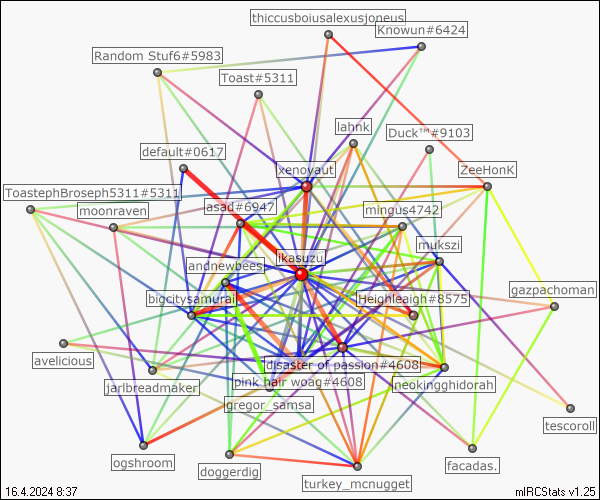 thiccusboiusalexusjoneus
Knowun#6424
Random Stuf6#5983
Toast#5311
lahnk
Duck™#9103
default#0617
xenoyaut
ZeeHonK
ToastephBroseph5311#5311
moonraven
asad#6947
mingus4742
mukszi
ikasuzu
andnewbees
gazpachoman
bigcitysamurai
Heighleaigh#8575
avelicious
disaster of passion#4608
jarlbreadmaker
pink hair woag#4608
neokingghidorah
igregor_samsa
tescoroll
ogshroom
doggerdig
facadas.
turkey_mcnugget
16.4.2024 8:37
mIRCStats v1.25